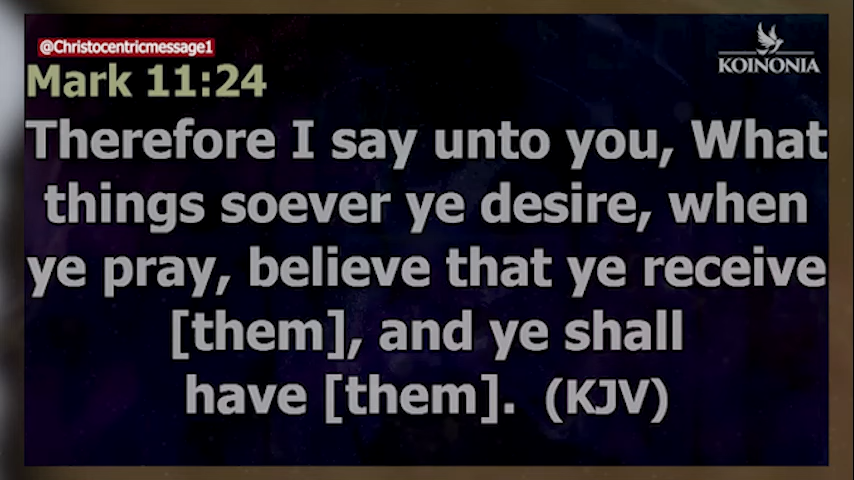 @Christocentricmessage1
KOINONIA
Mark 11:24
Therefore I say unto you, What
things soever ye desire, when
ye pray, believe that ye receive
[them], and ye shall
have [them]. (KJV)